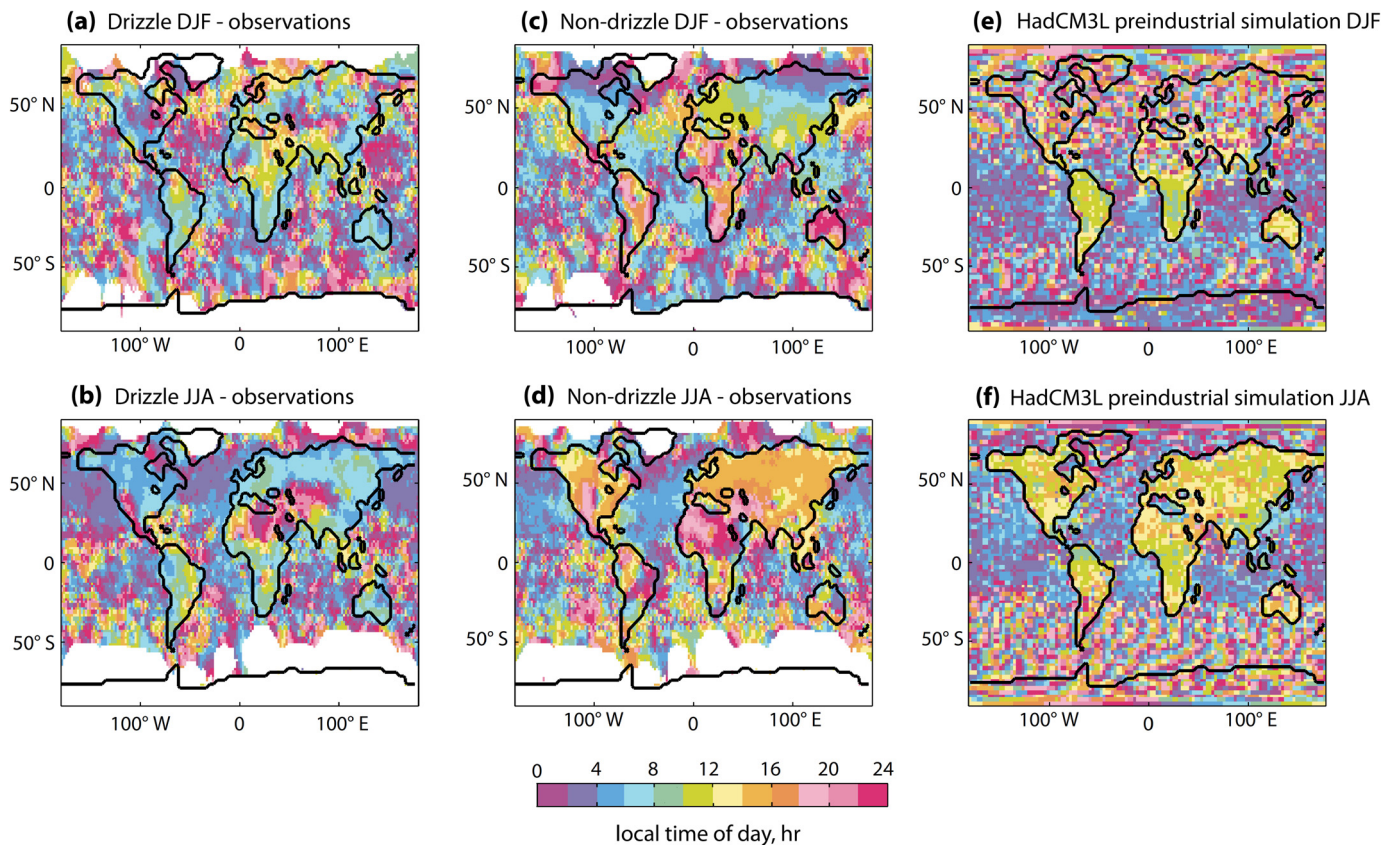 (a) Drizzle DJF - observations
50° N
0
50° S
100° W 0 100° E
(c) Non-drizzle DJF - observations
50° N
0
50° S
100° W 0 100° E
(e) HadCM3L preindustrial simulation DJF
50° N
0
50° S
100° W 0 100° E
(b) Drizzle JJA - observations
50° N
0
50° S
100° W 0 100° E
(d) Non-drizzle JJA - observations
50° N
0
50° S
100° W 0 100° E
(f) HadCM3L preindustrial simulation JJA
50° N
0
50° S
100° W 0 100° E
0 4 8 12 16 20 24
local time of day, hr